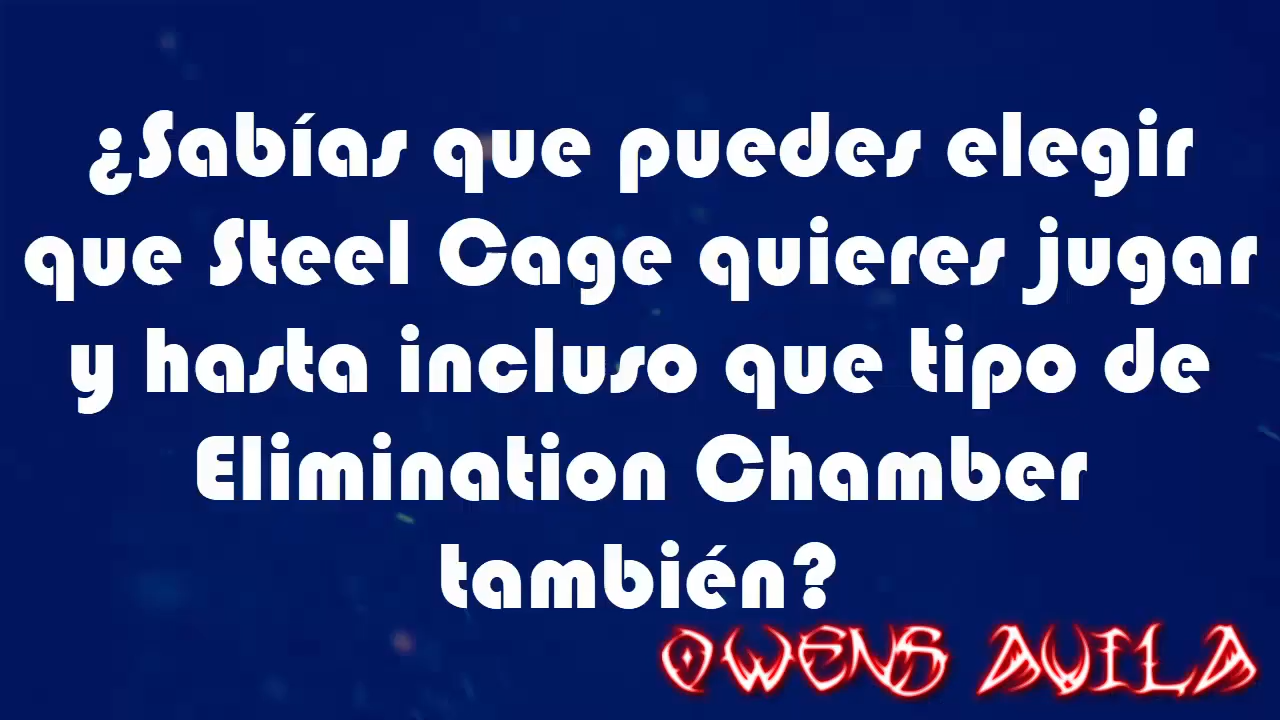 ¿Sabías que puedes elegir
que Steel Cage quieres jugar
y hasta incluso que tipo de
Elimination Chamber
también?
OWENS AVILA